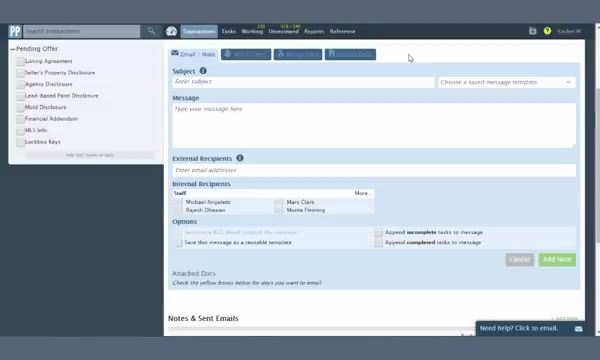 PP Search transactions Transactions Tasks Working Unreviewed Reports Reference ? Rachel M
Pending Offer
Listing Agreement
Seller's Property Disclosure
Agency Disclosure
Lead-based Paint Disclosure
Mold Disclosure
Financial Addendum
MLS Info
Lockbox Keys
Email / Note
Subject
Enter subject
Choose a saved message template
Message
Type your message here
External Recipients
Enter email addresses
Internal Recipients
Staff More...
Michael Angeletti Mary Clark
Rajesh Dhawan Monta Fleming
Options
Append incomplete tasks to message
Save this message as a reusable template Append completed tasks to message
Cancel Add Note
Attached Docs
Check the yellow boxes below for docs you want to email.
Notes & Sent Emails
Need help? Click to email.